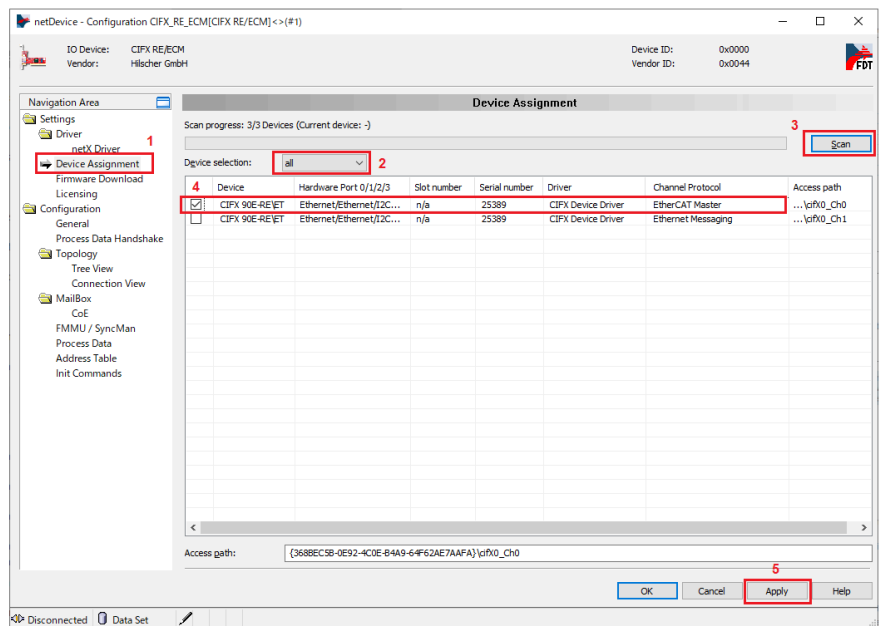 netDevice - Configuration CIFX_RE_ECM[CIFX RE/ECM]<>(#1)
IO Device: CIFX RE/ECM Device ID: 0x0000
Vendor: Hilscher GmbH Vendor ID: 0x0044
FDT
Navigation Area
Settings
Driver
netX Driver
1
Device Assignment
Firmware Download
Licensing
Configuration
General
Process Data Handshake
Topology
Tree View
Connection View
MailBox
CoE
FMMU / SyncMan
Process Data
Address Table
Init Commands
Device Assignment
Scan progress: 3/3 Devices (Current device: -)
3
Scan
Device selection: all 2
4 Device Hardware Port 0/1/2/3 Slot number Serial number Driver Channel Protocol Access path
CIFX 90E-RE\ET Ethernet/Ethernet/I2C... n/a 25389 CIFX Device Driver EtherCAT Master ...\cifX0_Ch0
CIFX 90E-RE\ET Ethernet/Ethernet/I2C... n/a 25389 CIFX Device Driver Ethernet Messaging ...\cifX0_Ch1
Access path: {368BEC5B-0E92-4C0E-B4A9-64F62AE7AAFA}\cifX0_Ch0
5
OK Cancel Apply Help
Disconnected Data Set